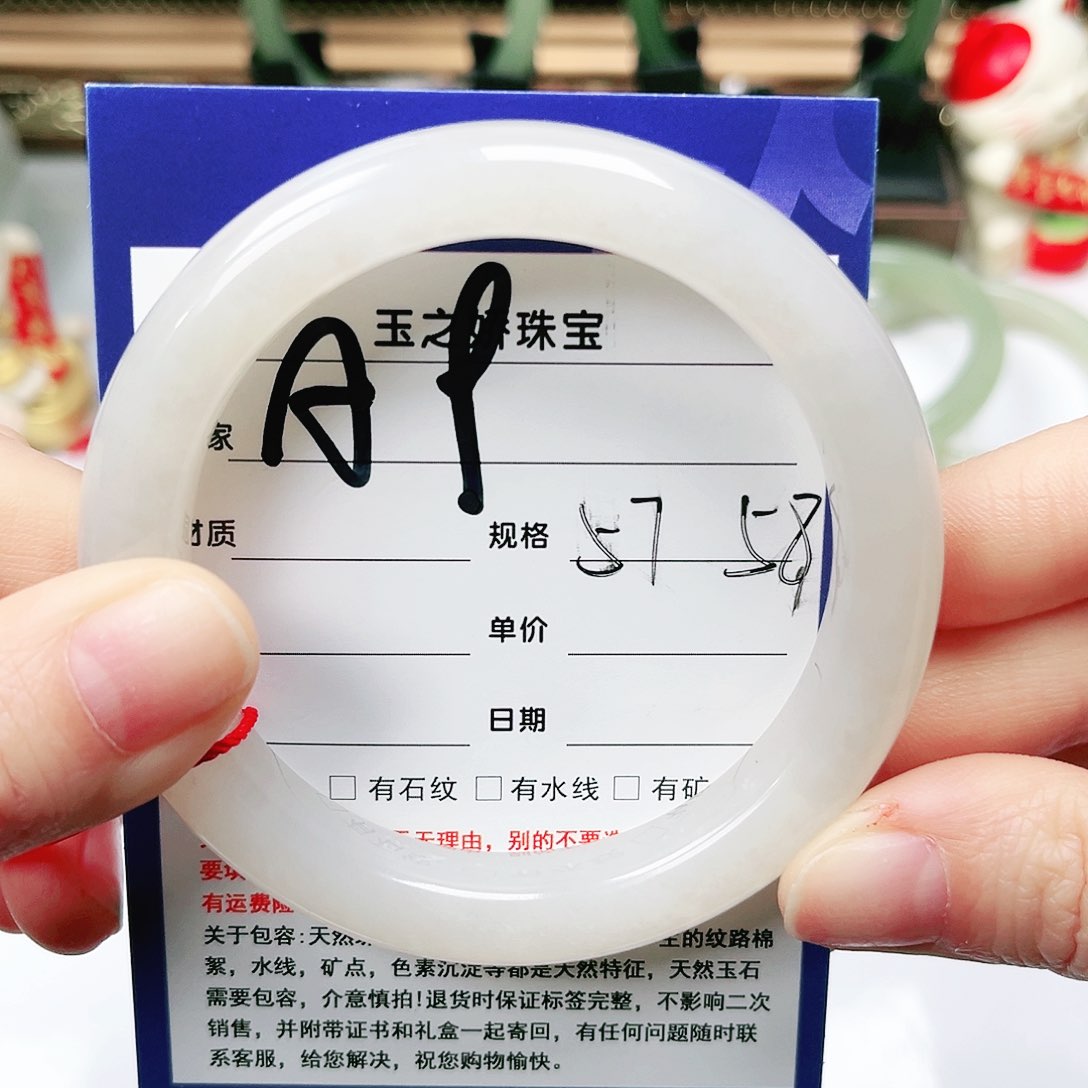 玉之娇珠宝
A9
家
材质 规格 57 58
单价
日期
□ 有石纹 □ 有水线 □ 有矿
无理由，别的不要
要
有运费险
关于包容:天然 生的纹路棉
絮，水线，矿点，色素沉淀等都是天然特征，天然玉石
需要包容，介意慎拍!退货时保证标签完整，不影响二次
销售，并附带证书和礼盒一起寄回，有任何问题随时联
系客服，给您解决，祝您购物愉快。